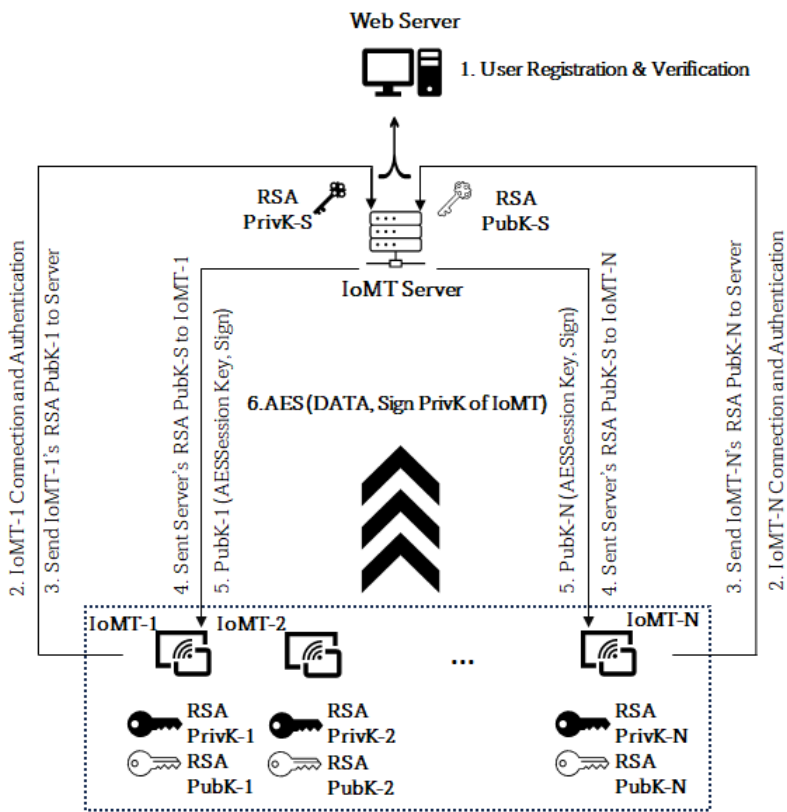 Web Server
1. User Registration & Verification
RSA
PrivK-S
RSA
PubK-S
IoMT Server
2. IoMT-1 Connection and Authentication
3. Send IoMT-1's RSA PubK-1 to Server
4. Sent Server's RSA PubK-S to IoMT-1
5. PubK-1 (AESSession Key, Sign)
6.AES (DATA, Sign PrivK of IoMT)
5. PubK-N (AESSession Key, Sign)
4. Sent Server's RSA PubK-S to IoMT-N
3. Send IoMT-N's RSA PubK-N to Server
2. IoMT-N Connection and Authentication
IoMT-1
IoMT-2
...
IoMT-N
RSA
PrivK-1
RSA
PubK-1
RSA
PrivK-2
RSA
PubK-2
RSA
PrivK-N
RSA
PubK-N